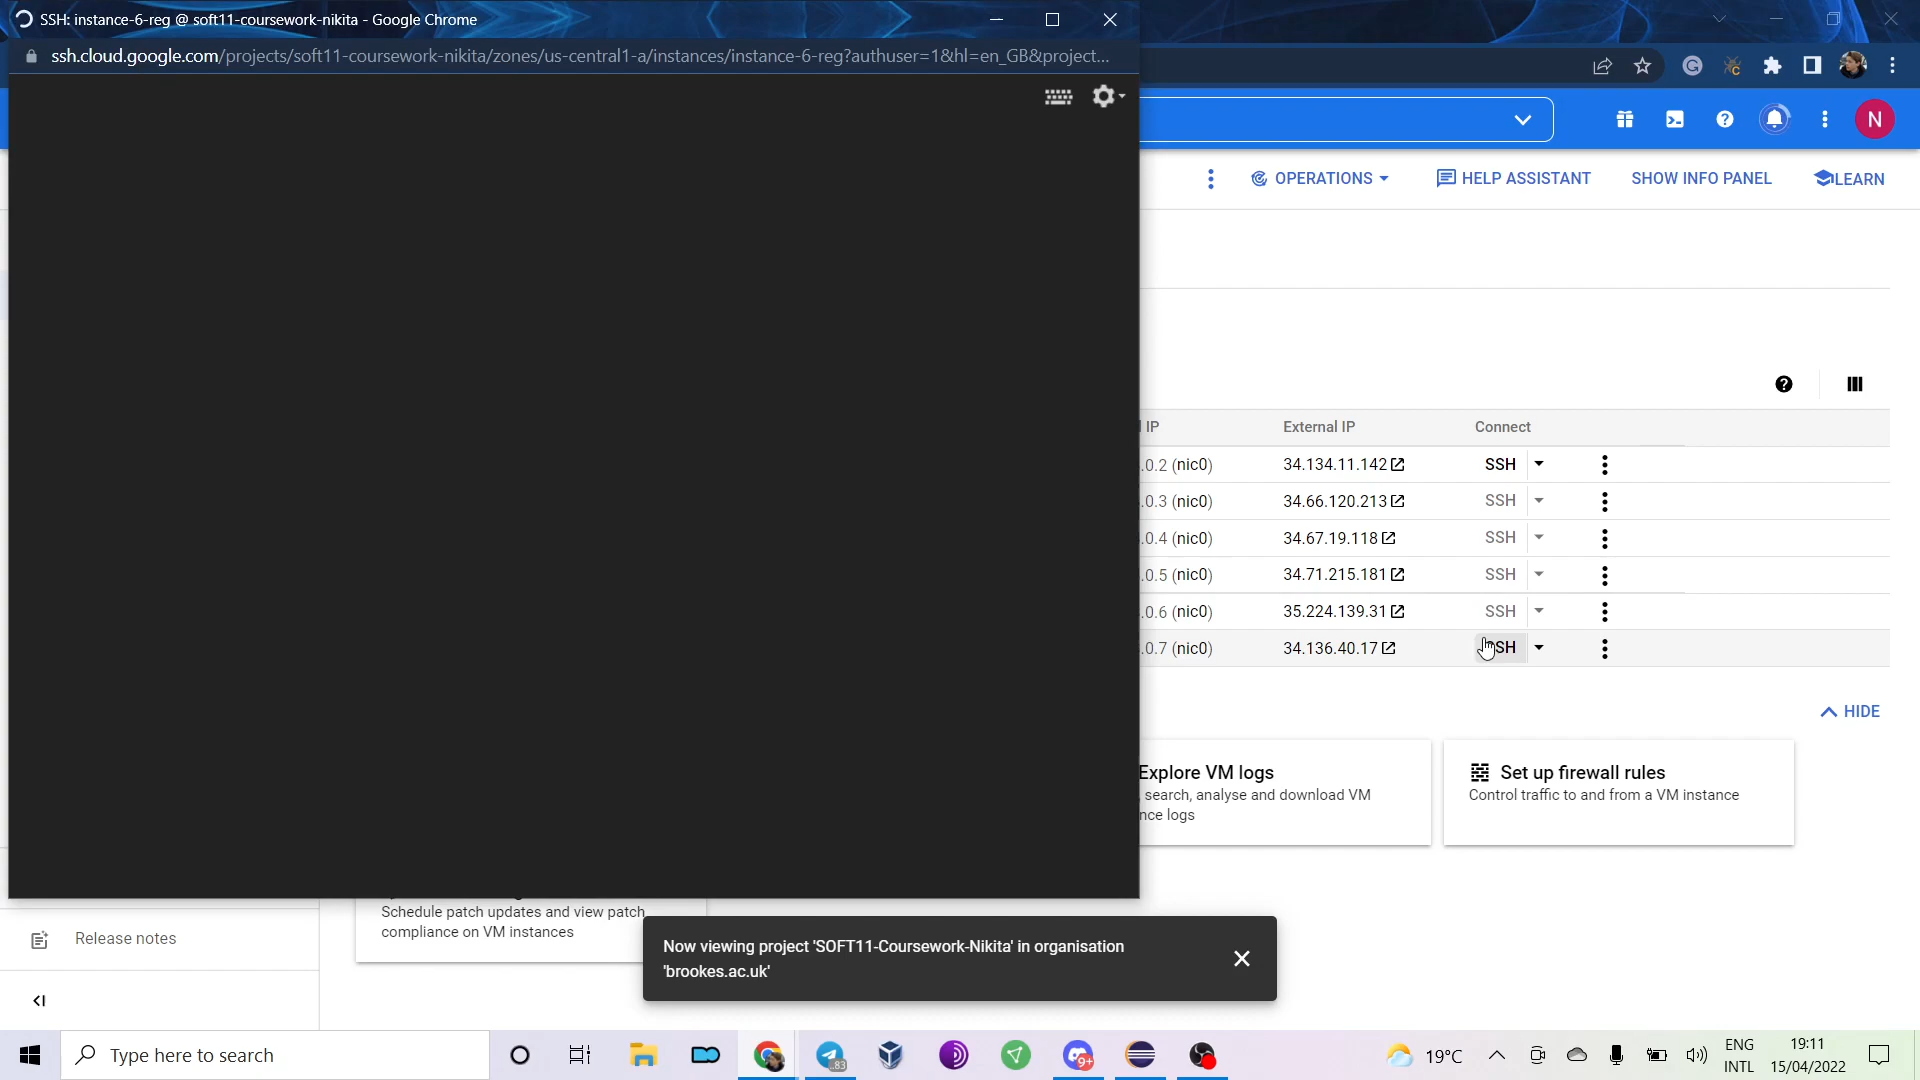 SSH: instance-6-reg @ soft11-coursework-nikita - Google Chrome
ssh.cloud.google.com/projects/soft11-coursework-nikita/zones/us-central1-a/instances/instance-6-reg?authuser=1&hl=en_GB&project...
N
OPERATIONS HELP ASSISTANT SHOW INFO PANEL LEARN
IP External IP Connect
.0.2 (nic0) 34.134.11.142 SSH
.0.3 (nic0) 34.66.120.213 SSH
.0.4 (nic0) 34.67.19.118 SSH
.0.5 (nic0) 34.71.215.181 SSH
.0.6 (nic0) 35.224.139.31 SSH
.0.7 (nic0) 34.136.40.17 SSH
HIDE
Explore VM logs
, search, analyse and download VM
nce logs
Set up firewall rules
Control traffic to and from a VM instance
Schedule patch updates and view patch
compliance on VM instances
Release notes
Now viewing project 'SOFT11-Coursework-Nikita' in organisation
'brookes.ac.uk'
Type here to search
83
9+
19°C
ENG
INTL
19:11
15/04/2022